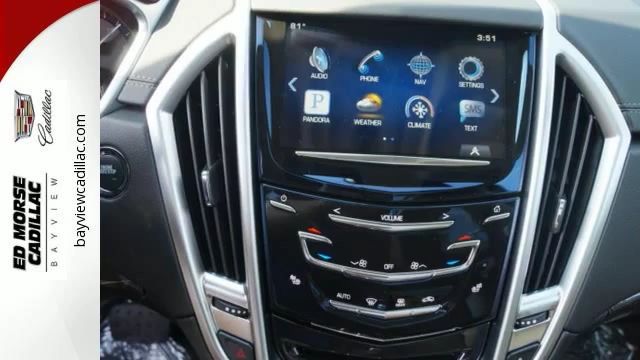 Cadillac
ED MORSE
CADILLAC
BAYVIEW
bayviewcadillac.com
81°
3:51
AUDIO
PHONE
NAV
SETTINGS
P
PANDORA
WEATHER
CLIMATE
SMS
TEXT
A
< VOLUME >
OFF
AUTO